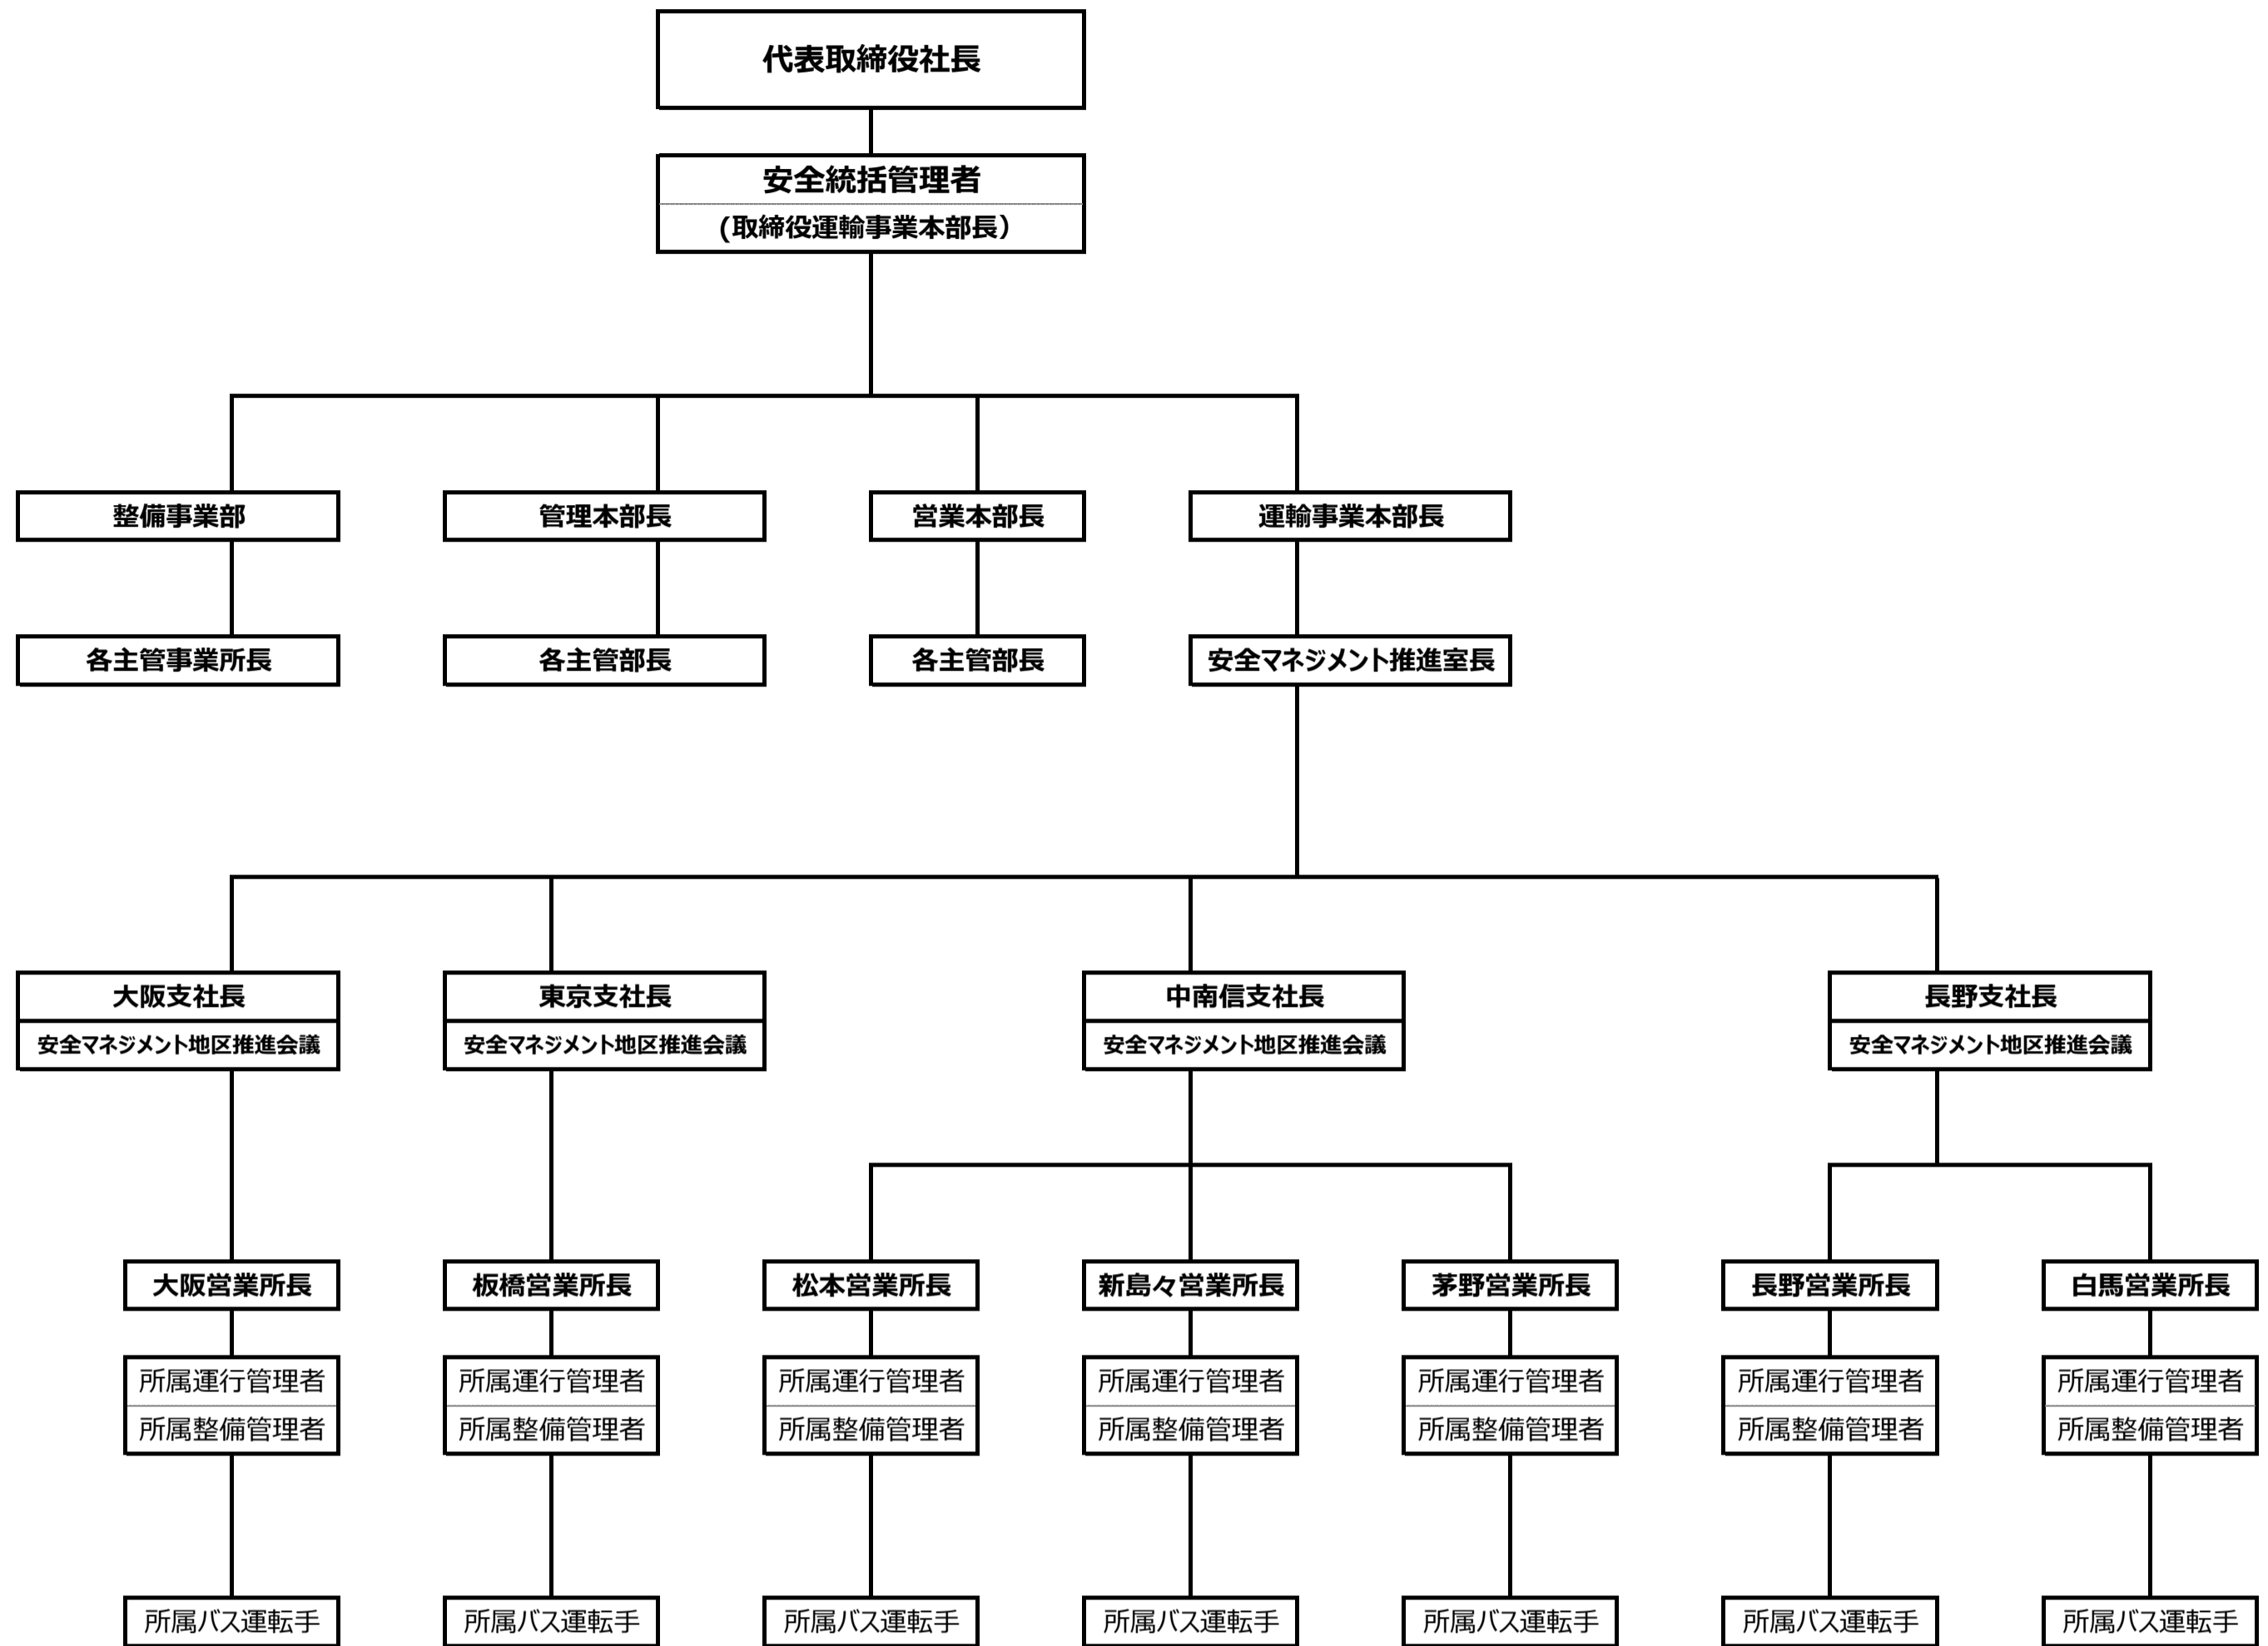 代表取締役社長
安全統括管理者
(取締役運輸事業本部長)
整備事業部
管理本部長
営業本部長
運輸事業本部長
各主管事業所長
各主管部長
各主管部長
安全マネジメント推進室長
大阪支社長
東京支社長
中南信支社長
長野支社長
安全マネジメント地区推進会議
安全マネジメント地区推進会議
安全マネジメント地区推進会議
安全マネジメント地区推進会議
大阪営業所長
板橋営業所長
松本営業所長
新島々営業所長
茅野営業所長
長野営業所長
白馬営業所長
所属運行管理者
所属運行管理者
所属運行管理者
所属運行管理者
所属運行管理者
所属運行管理者
所属運行管理者
所属整備管理者
所属整備管理者
所属整備管理者
所属整備管理者
所属整備管理者
所属整備管理者
所属整備管理者
所属バス運転手
所属バス運転手
所属バス運転手
所属バス運転手
所属バス運転手
所属バス運転手
所属バス運転手